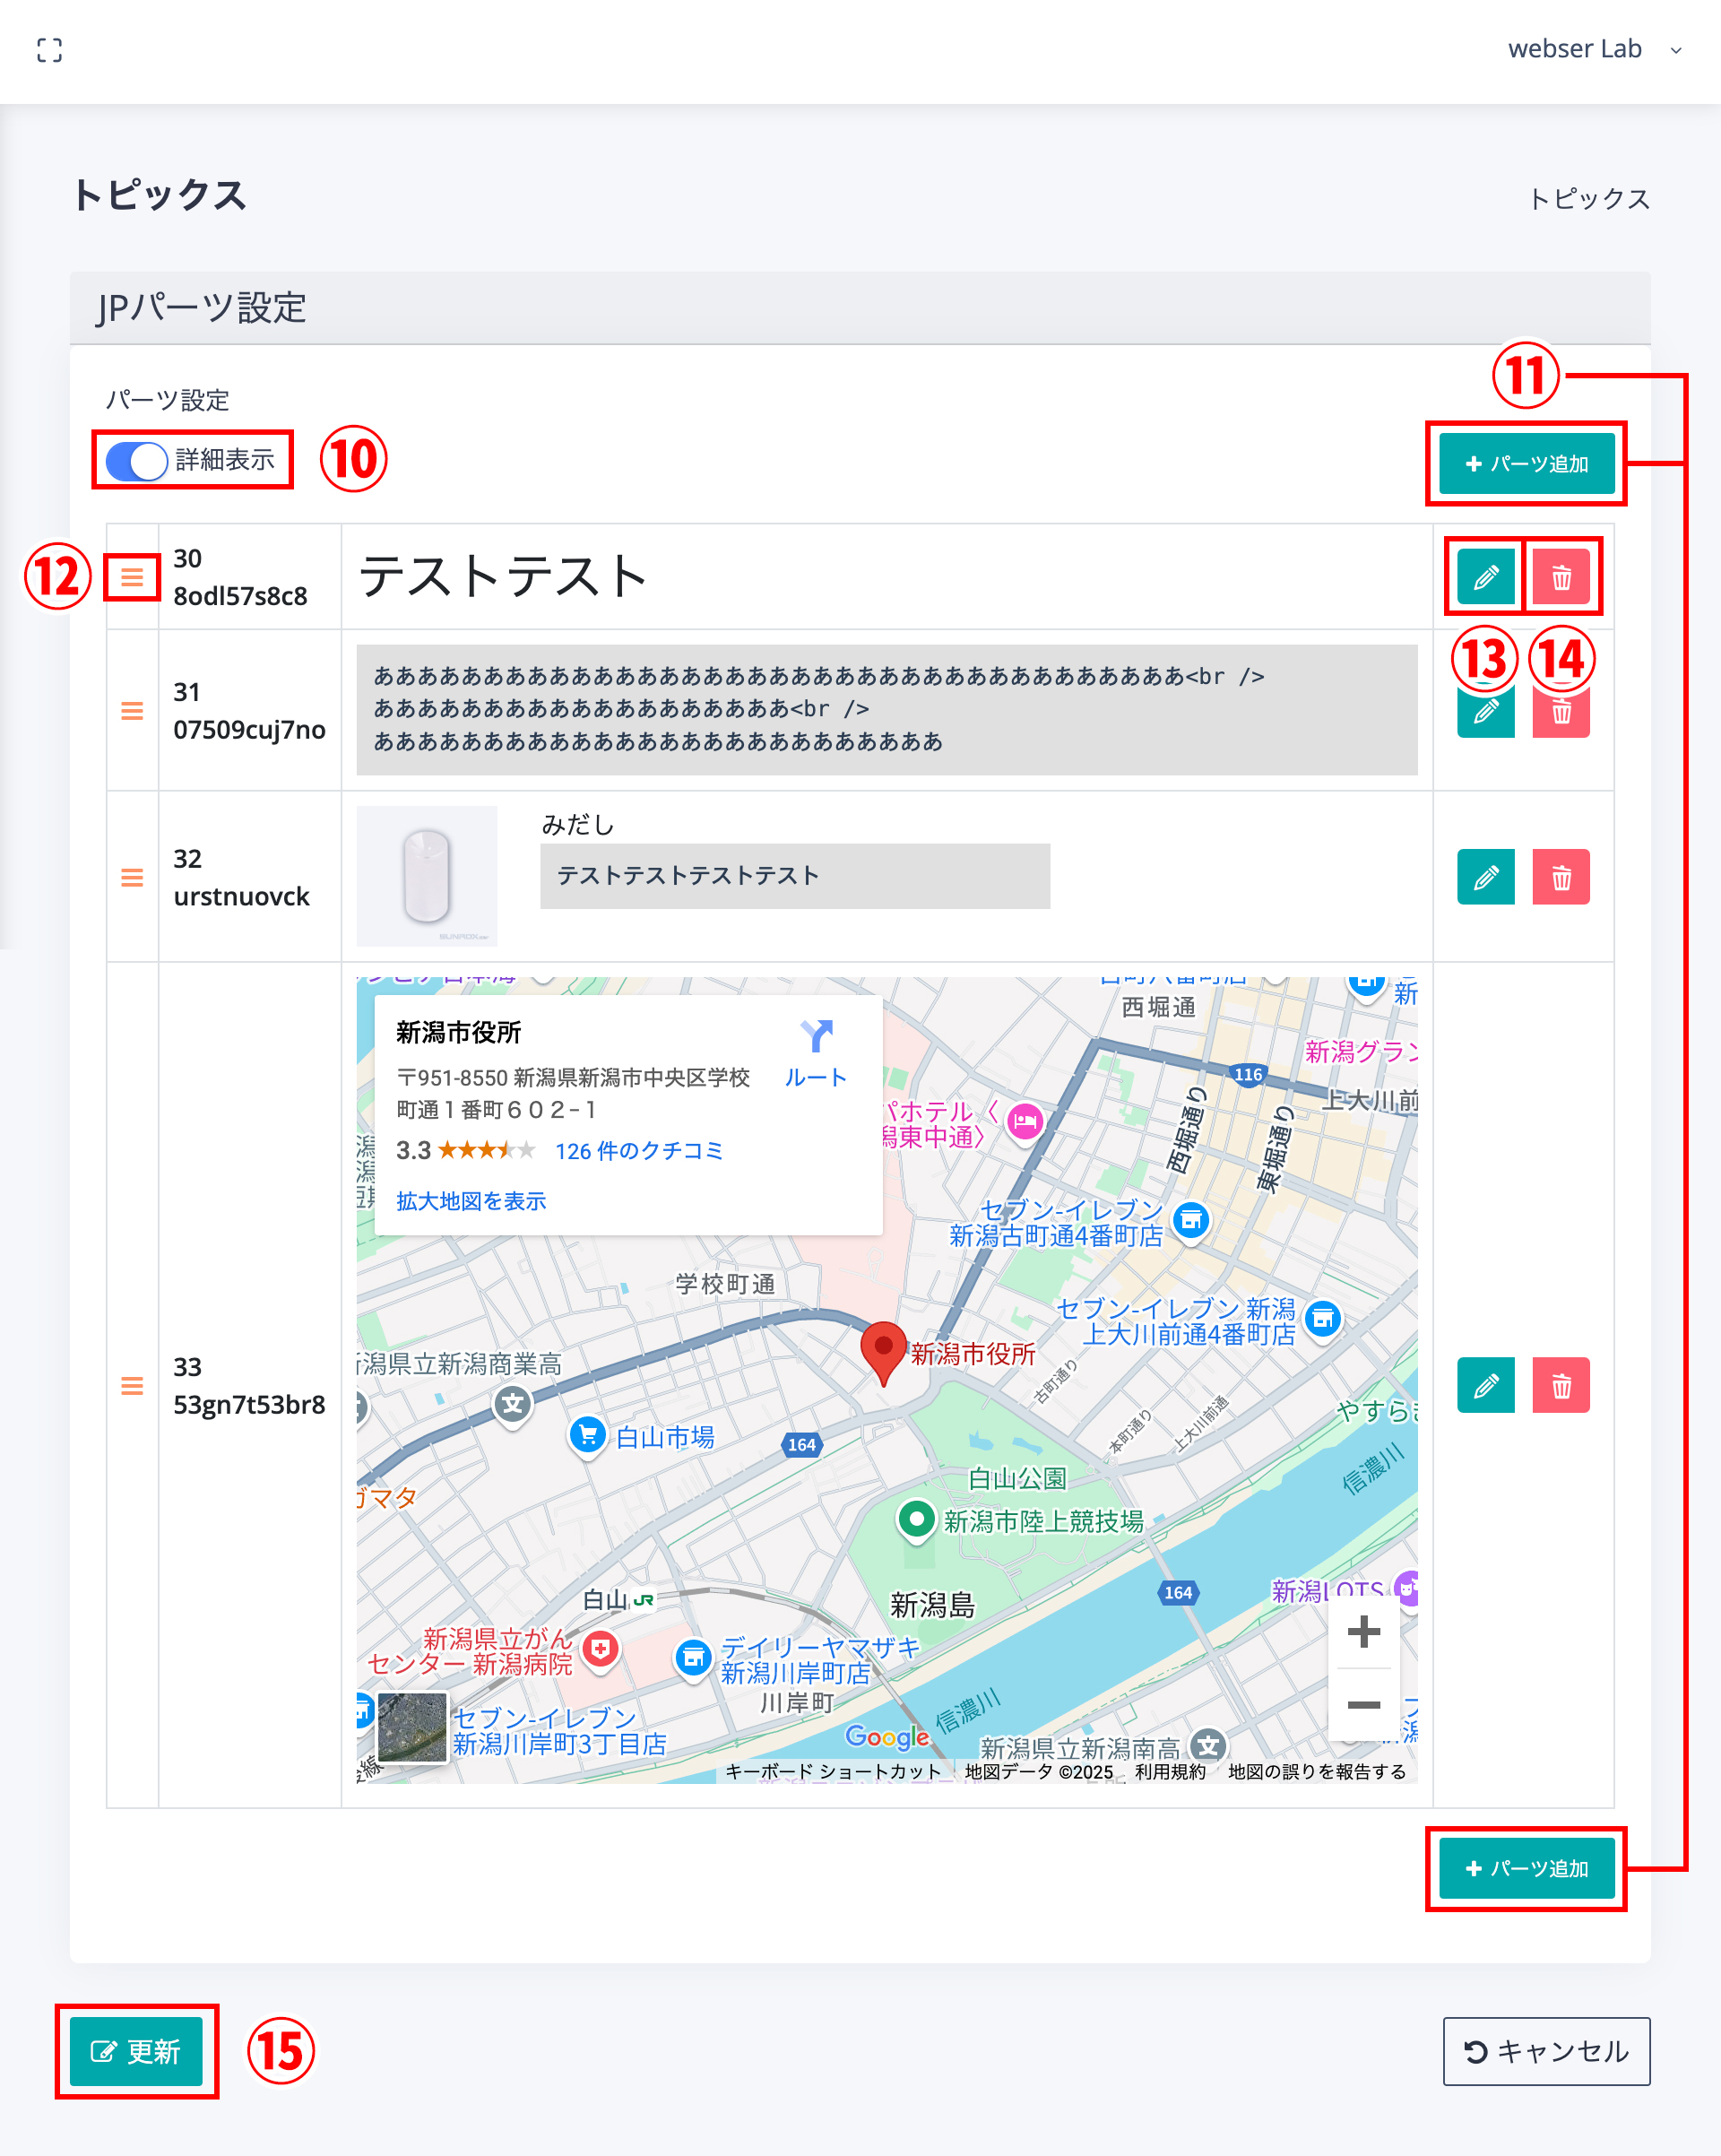 webser Lab
トピックス
トピックス
JPパーツ設定
⑪
パーツ設定
詳細表示
⑩
パーツ追加
⑫
30
8odl57s8c8
テストテスト
⑬
⑭
31
07509cuj7no
あああああああああああああああああああああああああああああああああああああ<br />
あああああああああああああああああああ<br />
ああああああああああああああああああああああああああ
32
urstnuovck
みだし
テストテストテストテスト
33
53gn7t53br8
新潟市役所
ルート
〒951-8550 新潟県新潟市中央区学校
町通1番町602−1
3.3
126 件のクチコミ
拡大地図を表示
西堀通
新
新潟グラン
116
上大川前
パホテル〈
潟東中通〉
西堀通り
東堀通り
セブン-イレブン
新潟古町通4番町店
学校町通
セブン-イレブン 新潟
上大川前通4番町店
新潟市役所
新潟県立新潟商業高
古町通り
本町通り
上大川前通
やすらぎ
白山市場
164
信濃川
ガマタ
白山公園
新潟市陸上競技場
白山
JR
新潟島
164
新潟LOTS
新潟県立がん
センター 新潟病院
デイリーヤマザキ
新潟川岸町店
川岸町
信濃川
セブン-イレブン
新潟川岸町3丁目店
Google
新潟県立新潟南高
キーボード ショートカット
地図データ ©2025
利用規約
地図の誤りを報告する
パーツ追加
更新
⑮
キャンセル